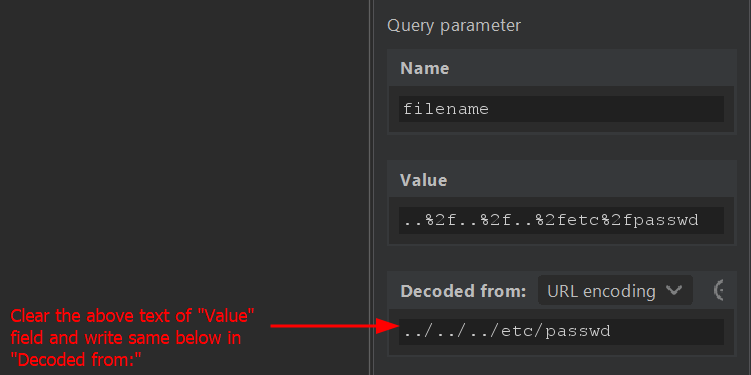 Query parameter
Name
filename
Value
..%2f..%2f..%2fetc%2fpasswd
Decoded from: URL encoding
../../../etc/passwd
Clear the above text of "Value"
field and write same below in
"Decoded from:"